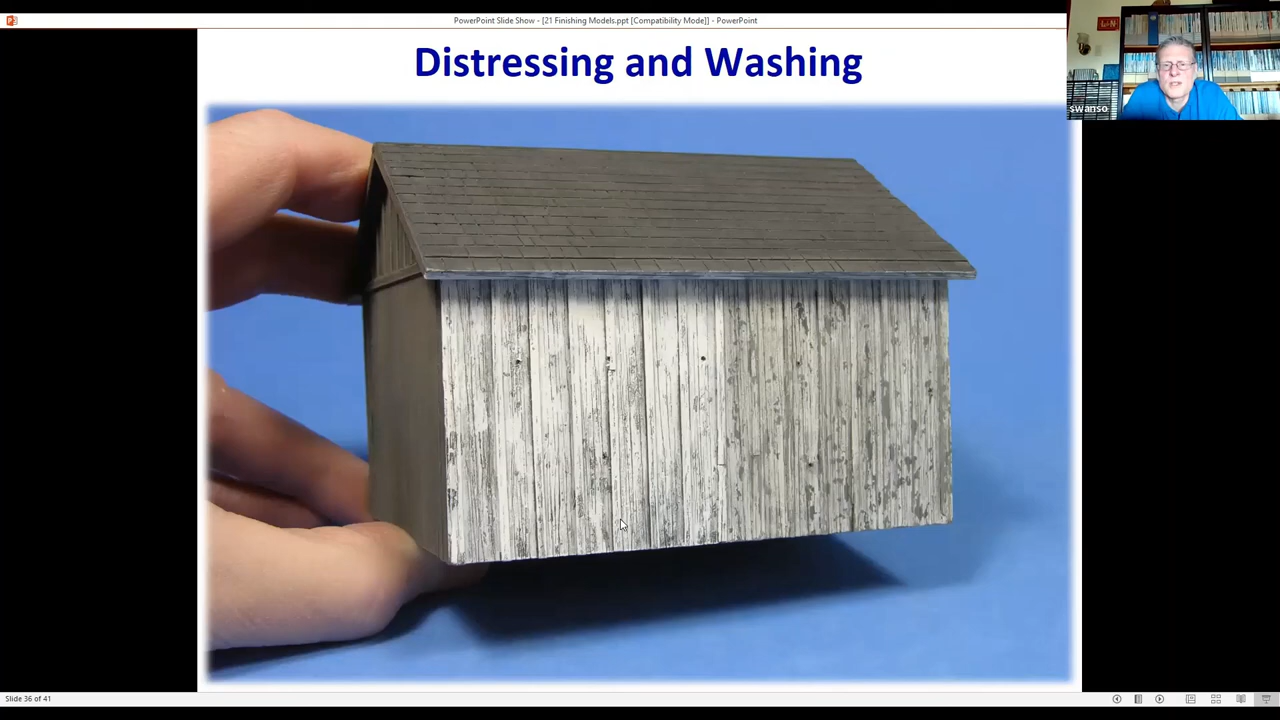 PowerPoint Slide Show - [21 Finishing Models.ppt [Compatibility Mode]] - PowerPoint
Distressing and Washing
L&N
swanso
Slide 36 of 41